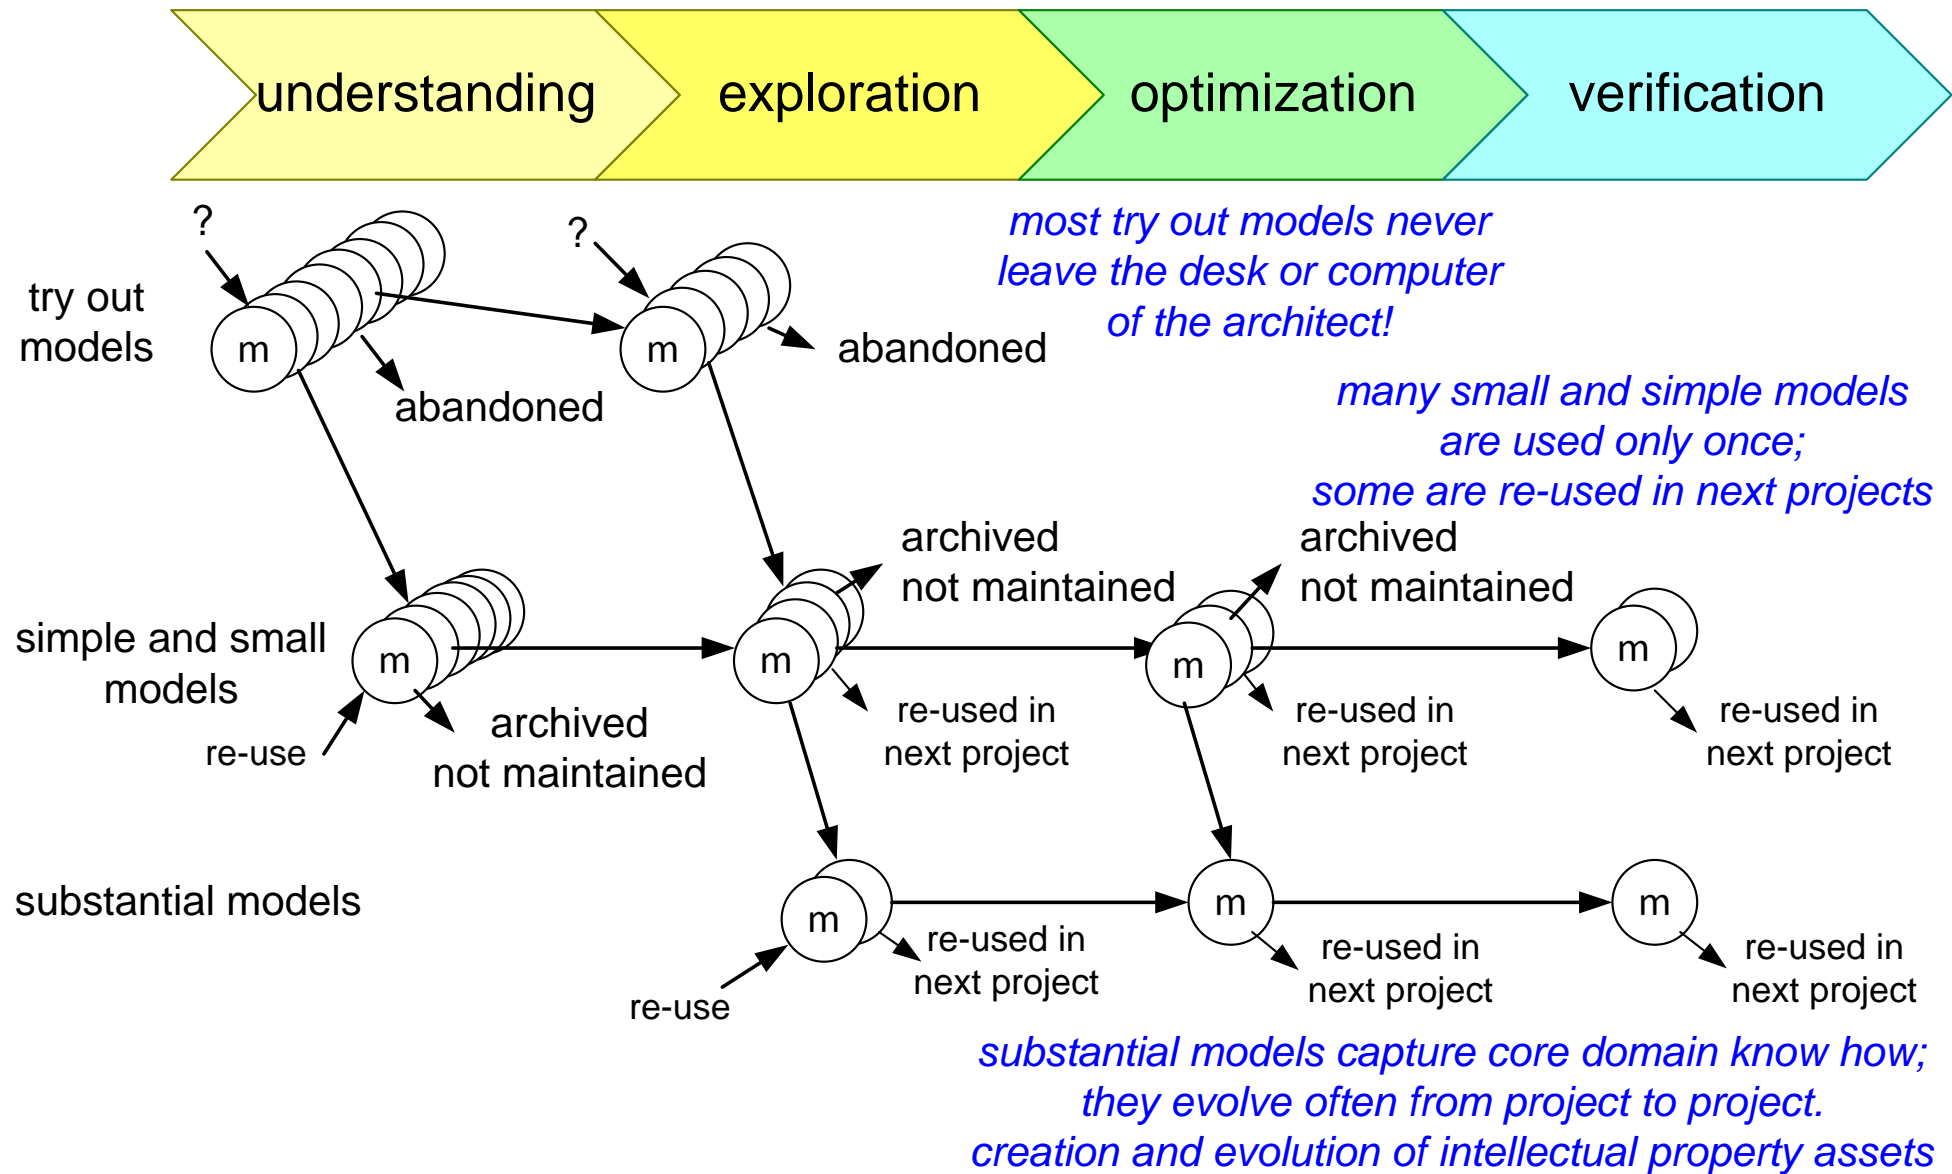 understanding
exploration
optimization
verification
?
?
most try out models never
leave the desk or computer
of the architect!
try out
models
m
m
abandoned
abandoned
many small and simple models
are used only once;
some are re-used in next projects
archived
not maintained
archived
not maintained
simple and small
models
m
m
m
m
re-use
archived
not maintained
re-used in
next project
re-used in
next project
re-used in
next project
substantial models
m
m
m
re-use
re-used in
next project
re-used in
next project
re-used in
next project
substantial models capture core domain know how;
they evolve often from project to project.
creation and evolution of intellectual property assets